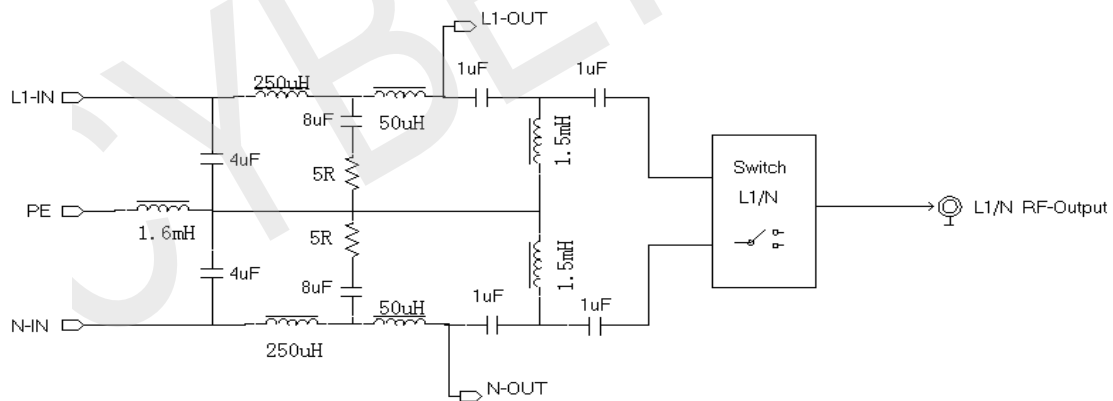 L1-OUT
1uF
1uF
250uH
L1-IN
8uF
50uH
1.5mH
4uF
5R
Switch
L1/N
PE
L1/N RF-Output
1.6mH
5R
4uF
8uF
1.5mH
50uH
1uF
1uF
N-IN
250uH
N-OUT